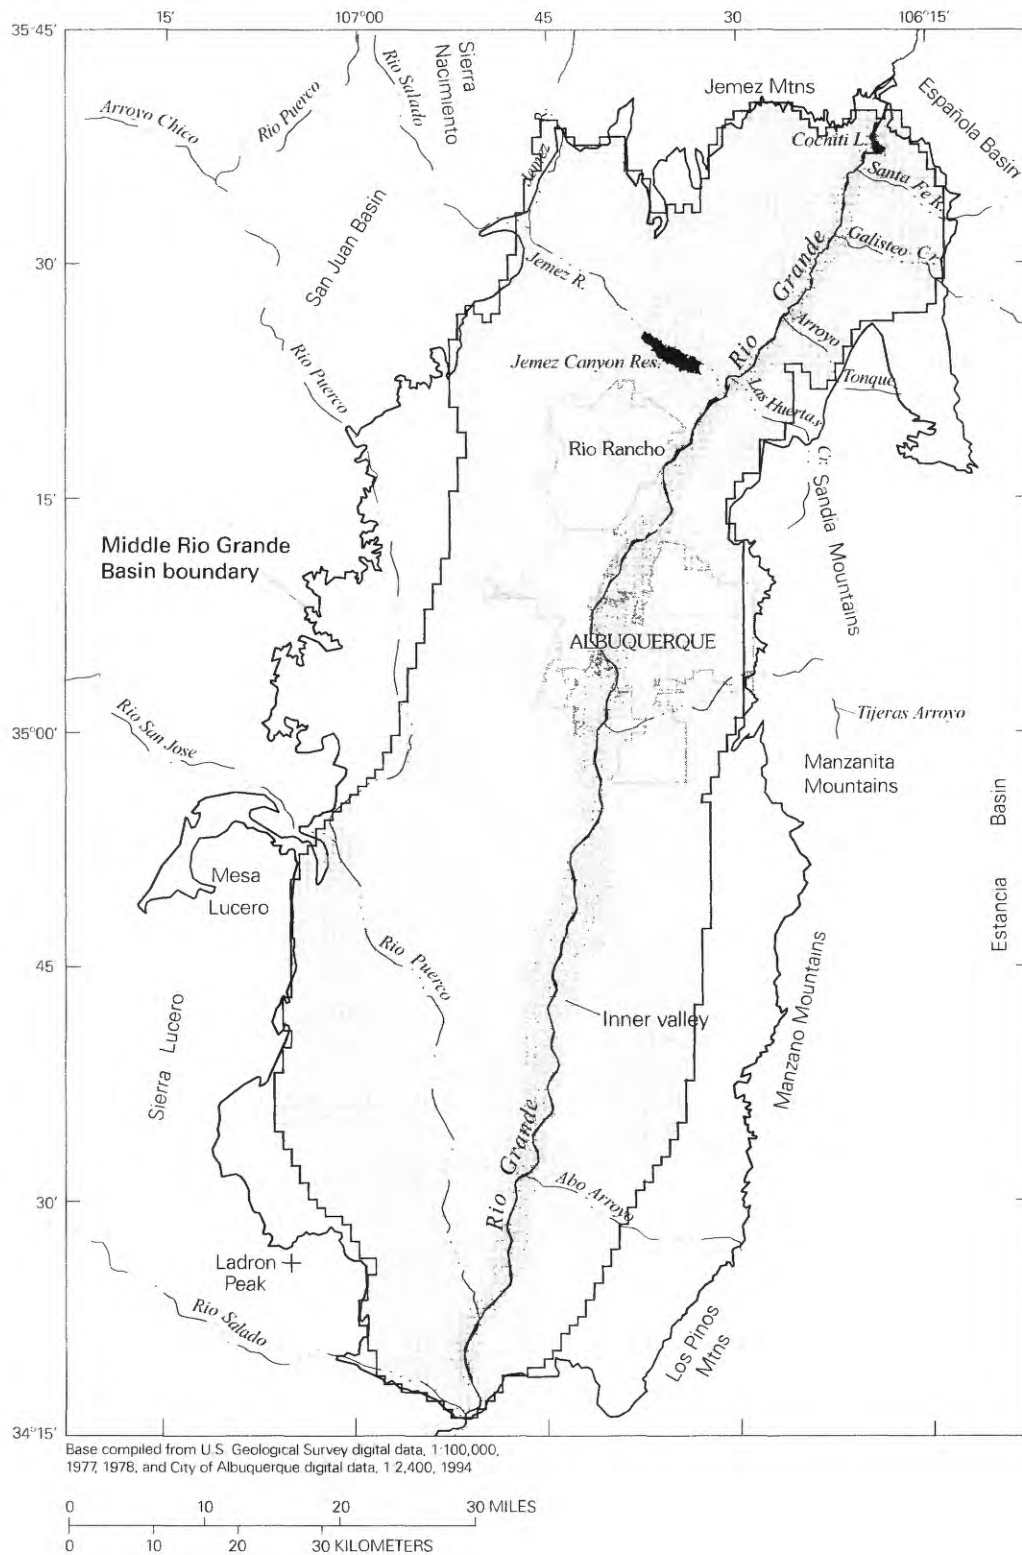 15'
107°00'
45
30
106°15'
35°45'
Sierra
Nacimiento
Rio Salado
Jemez Mtns
Española Basin
Arroyo Chico
Rio Puerco
Cochiti L.
Jemez R.
Santa Fe R.
San Juan Basin
Galisteo Cr.
30'
Jemez R.
Rio Grande
Arroyo
Tonque
Rio Puerco
Jemez Canyon Res.
Las Huertas
Cr.
Rio Rancho
15'
Sandia Mountains
Middle Rio Grande
Basin boundary
ALBUQUERQUE
Rio San Jose
35°00'
Tijeras Arroyo
Manzanita
Mountains
Estancia Basin
Mesa
Lucero
Rio Puerco
45
Manzano Mountains
Inner valley
Sierra Lucero
Rio Grande
Abo Arroyo
30'
Ladron
Peak
Rio Salado
Los Pinos
Mtns
34°15'
Base compiled from U.S. Geological Survey digital data, 1:100,000,
1977, 1978, and City of Albuquerque digital data, 1 2,400, 1994
0 10 20 30 MILES
0 10 20 30 KILOMETERS